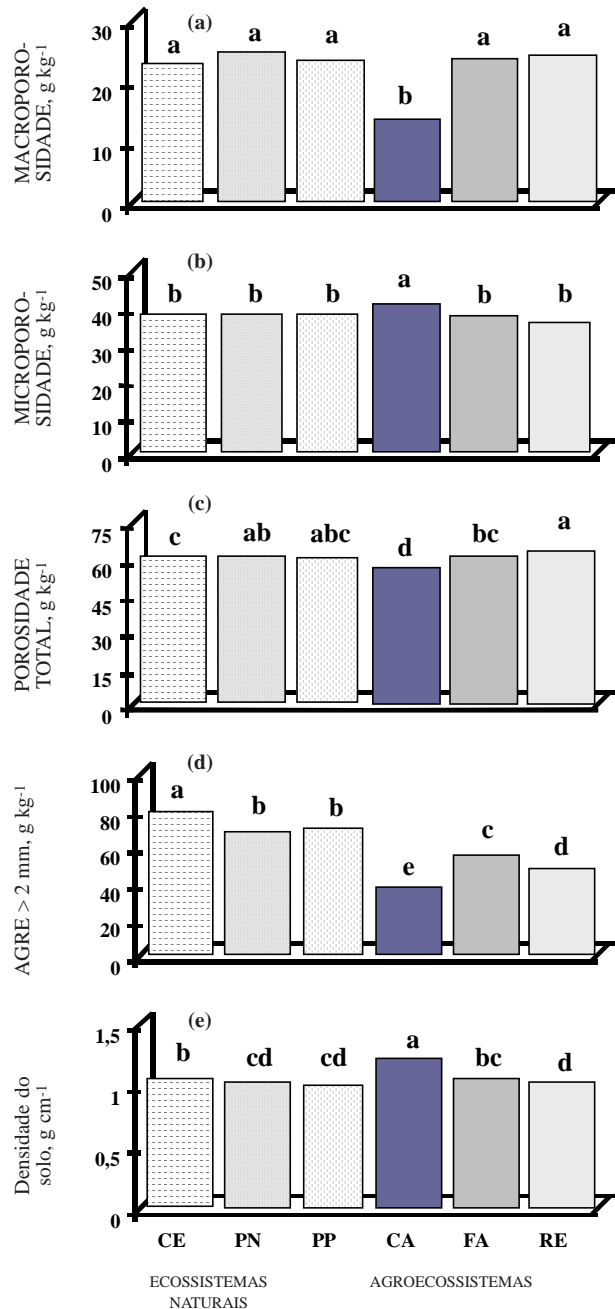 (a)
MACROPORO-
SIDADE, g kg-1
30
20
10
0
a a a b a a
(b)
MICROPORO-
SIDADE, g kg-1
50
40
30
20
10
0
b b b a b b
(c)
POROSIDADE
TOTAL, g kg-1
75
60
45
30
15
0
c ab abc d bc a
(d)
AGRE > 2 mm, g kg-1
100
80
60
40
20
0
a b b e c d
(e)
Densidade do
solo, g cm-1
1,5
1
0,5
0
b cd cd a bc d
CE PN PP CA FA RE
ECOSSISTEMAS AGROECOSSISTEMAS
NATURAIS